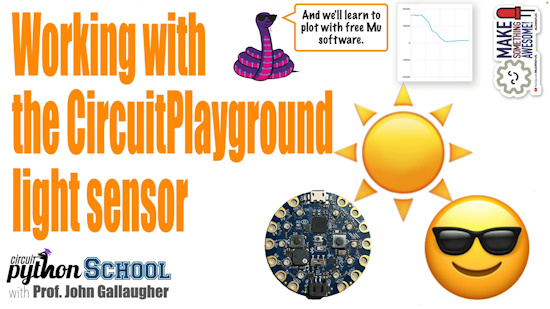 Working with
the CircuitPlayground
light sensor
And we'll learn to
plot with free Mu
software.
MAKE
SOMETHING
AWESOME!
circuit
python SCHOOL
with Prof. John Gallaugher